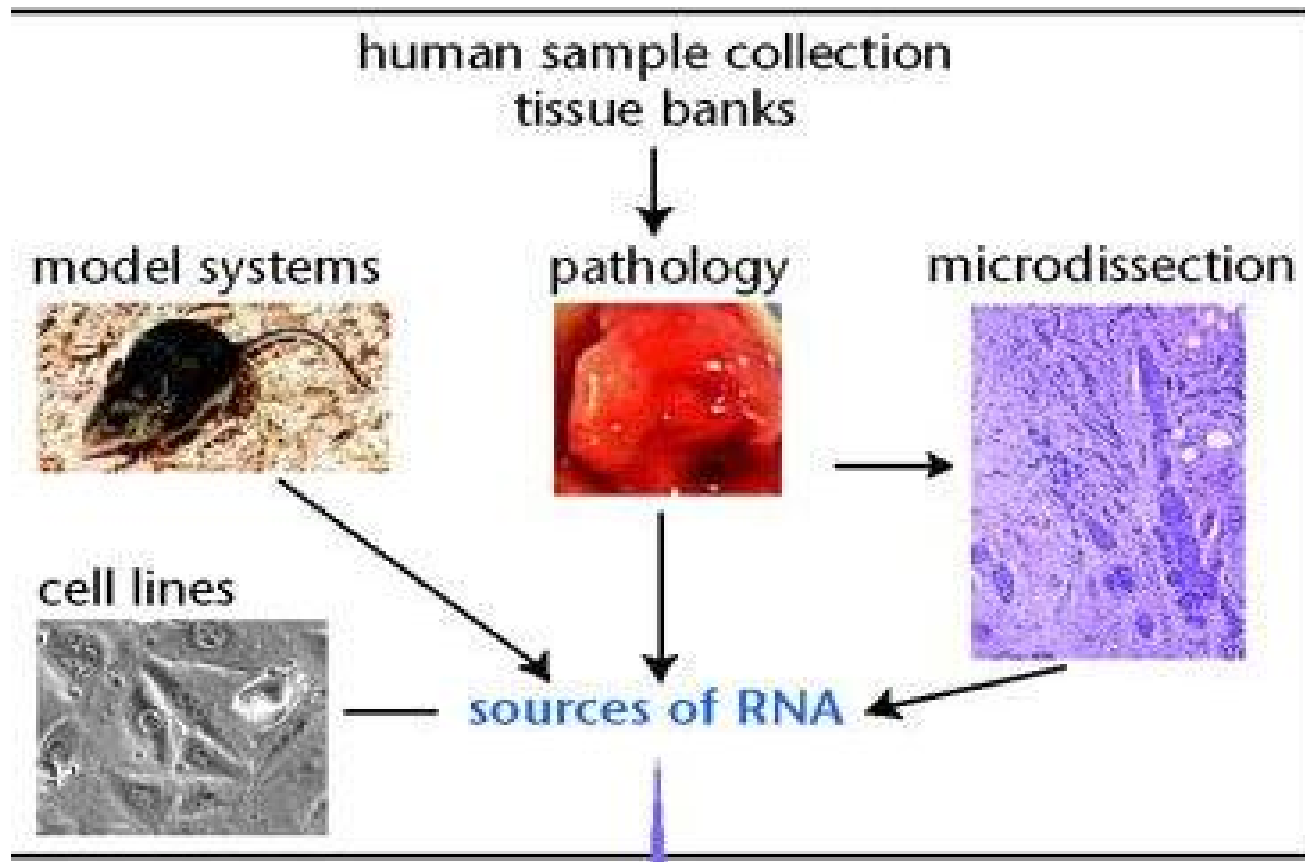 human sample collection
tissue banks
model systems
pathology
microdissection
cell lines
sources of RNA